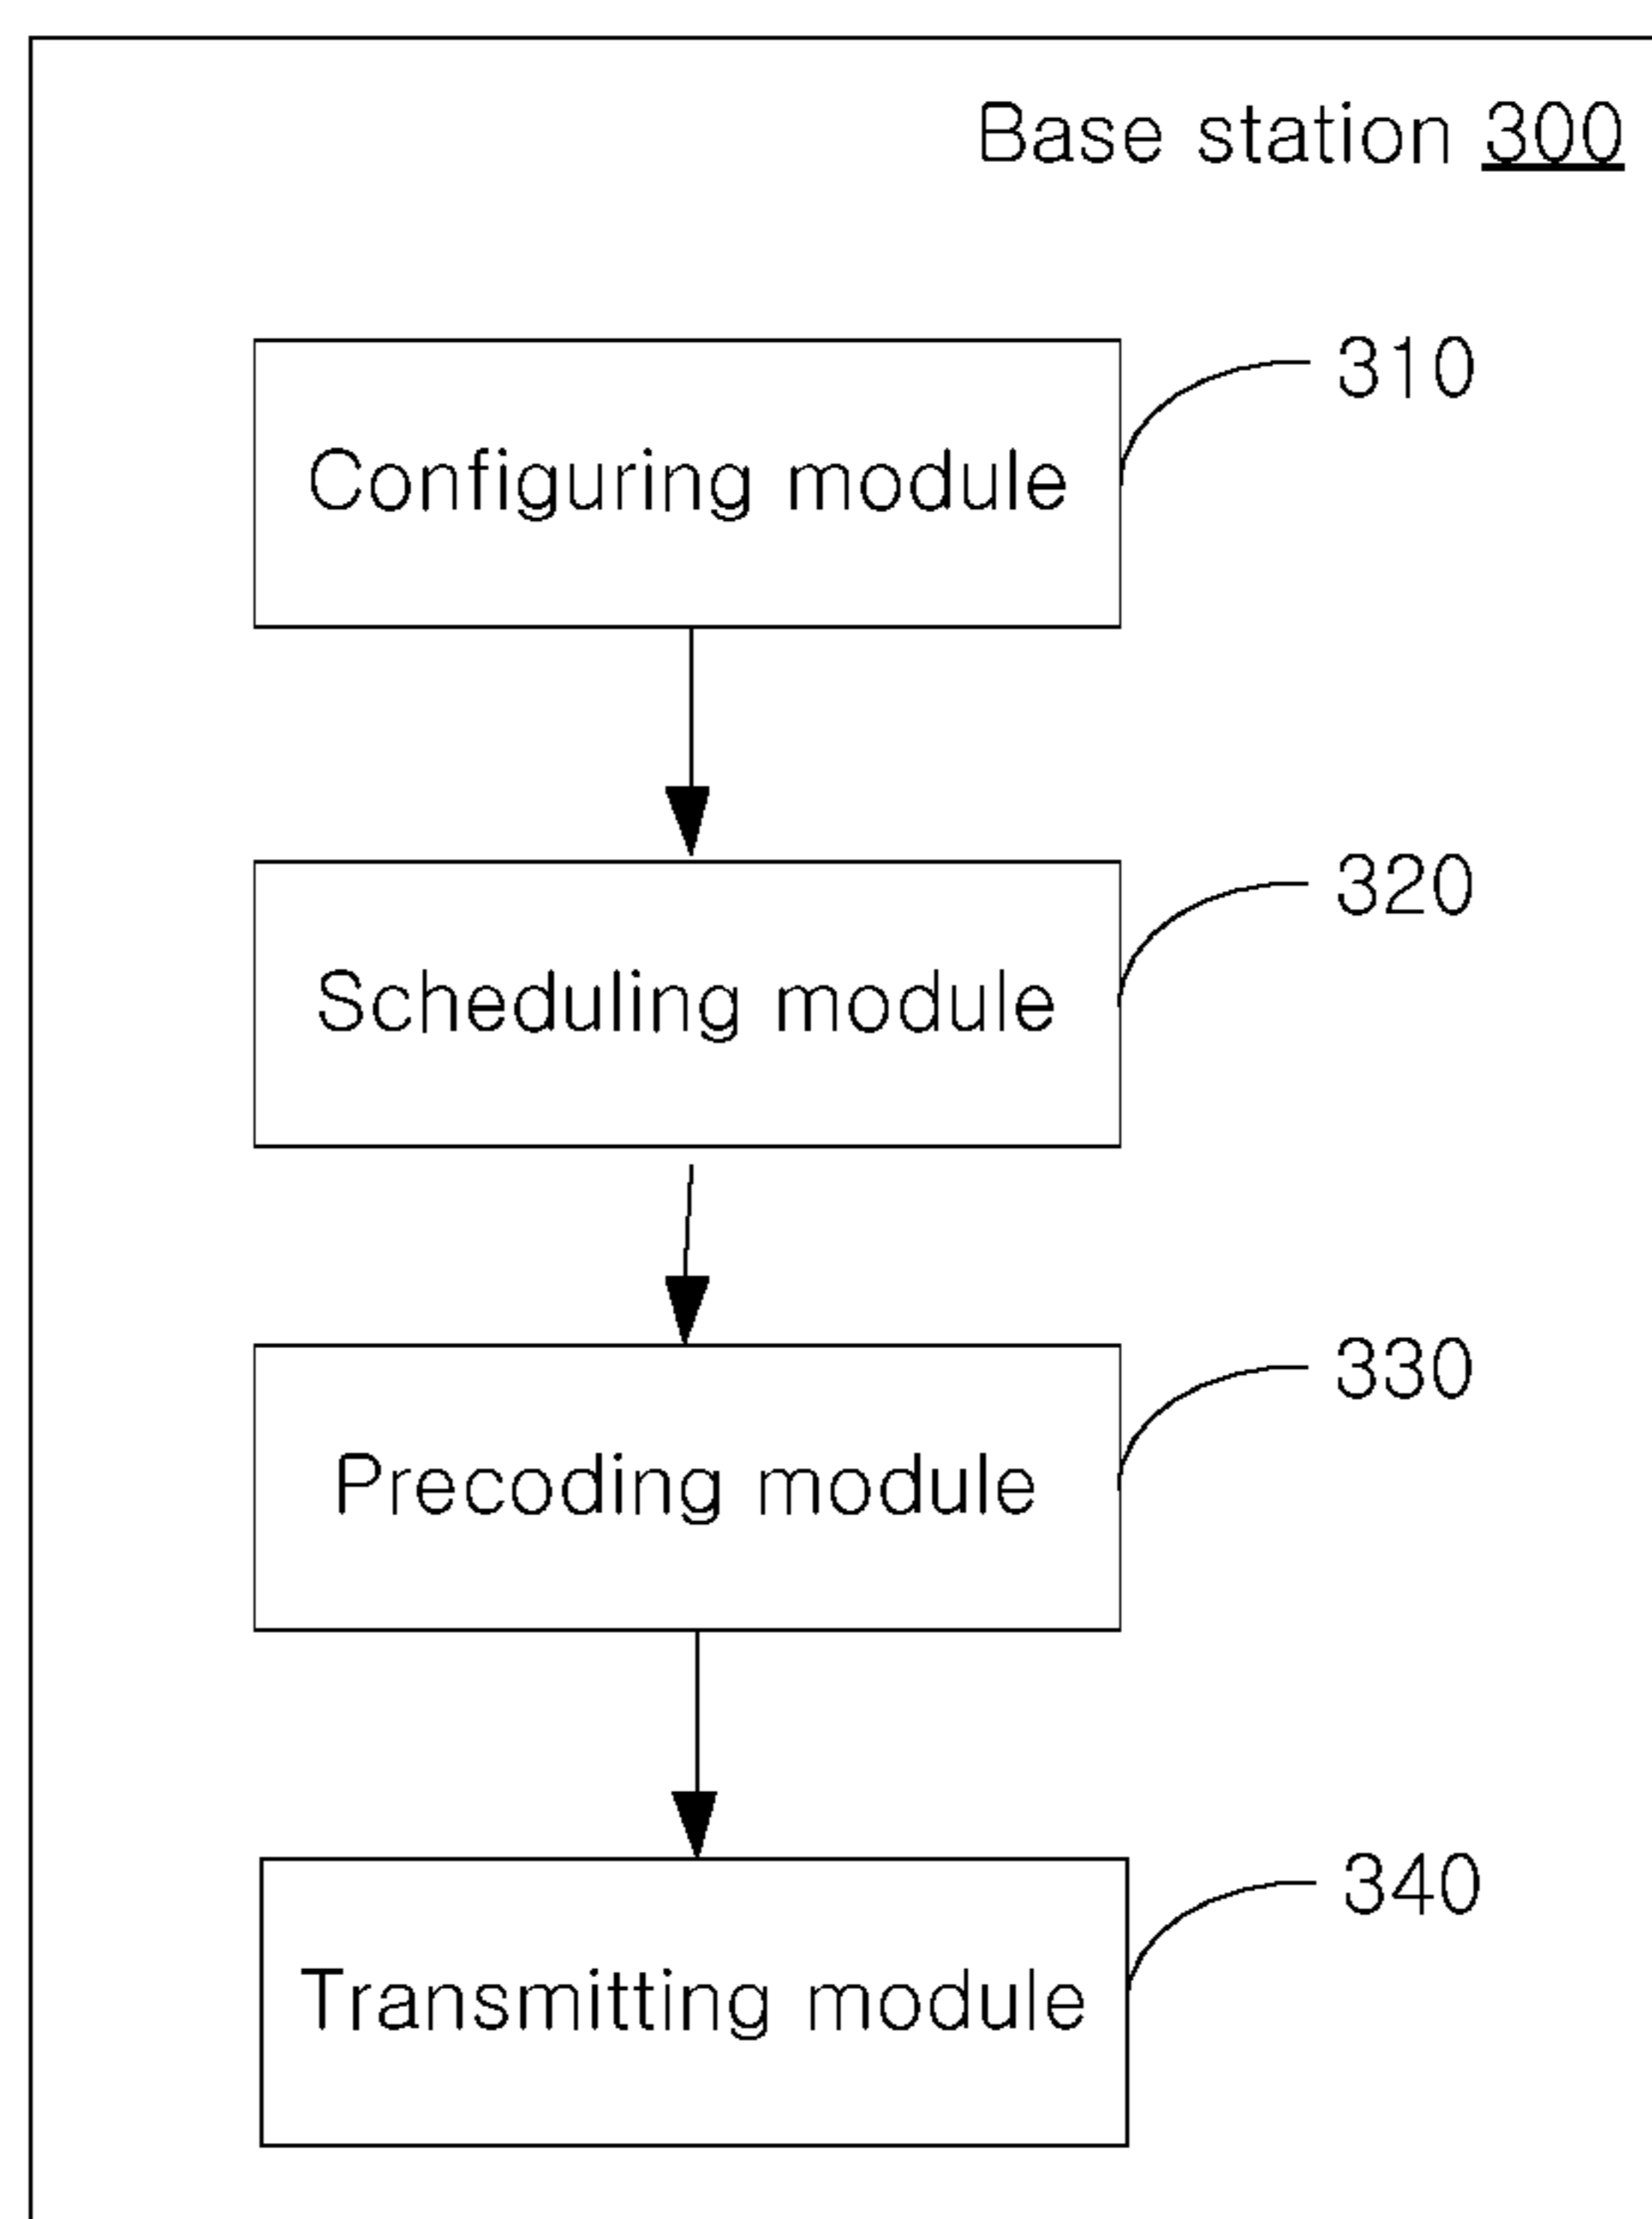 Base station 300
Configuring module
310
Scheduling module
320
Precoding module
330
Transmitting module
340